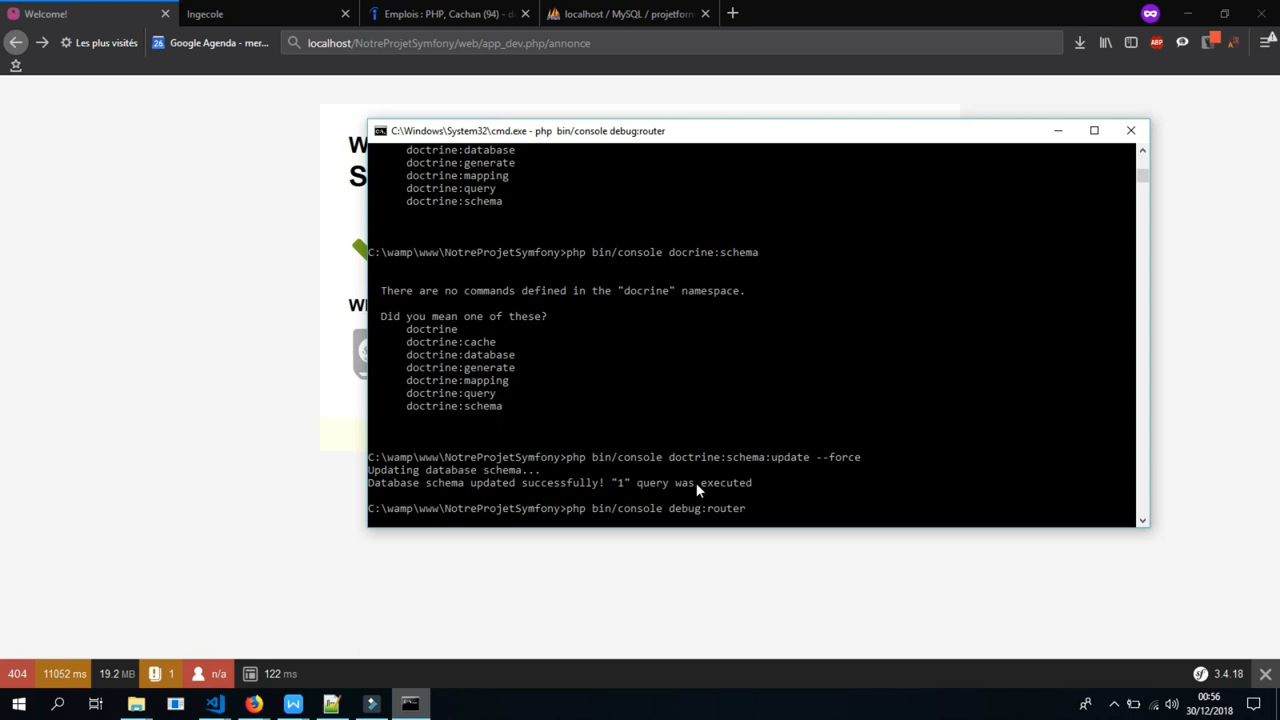 Welcome!
Ingecole
Emplois : PHP, Cachan (94) - d
localhost / MySQL / projetform
Les plus visités
26
Google Agenda - mer...
localhost/NotreProjetSymfony/web/app_dev.php/annonce
ABP
C:\Windows\System32\cmd.exe - php bin/console debug:router
doctrine:database
doctrine:generate
doctrine:mapping
doctrine:query
doctrine:schema
C:\wamp\www\NotreProjetSymfony>php bin/console docrine:schema
There are no commands defined in the "docrine" namespace.
Did you mean one of these?
doctrine
doctrine:cache
doctrine:database
doctrine:generate
doctrine:mapping
doctrine:query
doctrine:schema
C:\wamp\www\NotreProjetSymfony>php bin/console doctrine:schema:update --force
Updating database schema...
Database schema updated successfully! "1" query was executed
C:\wamp\www\NotreProjetSymfony>php bin/console debug:router
W
S
W
404
11052 ms
19.2 MB
1
n/a
122 ms
sf
3.4.18
00:56
30/12/2018